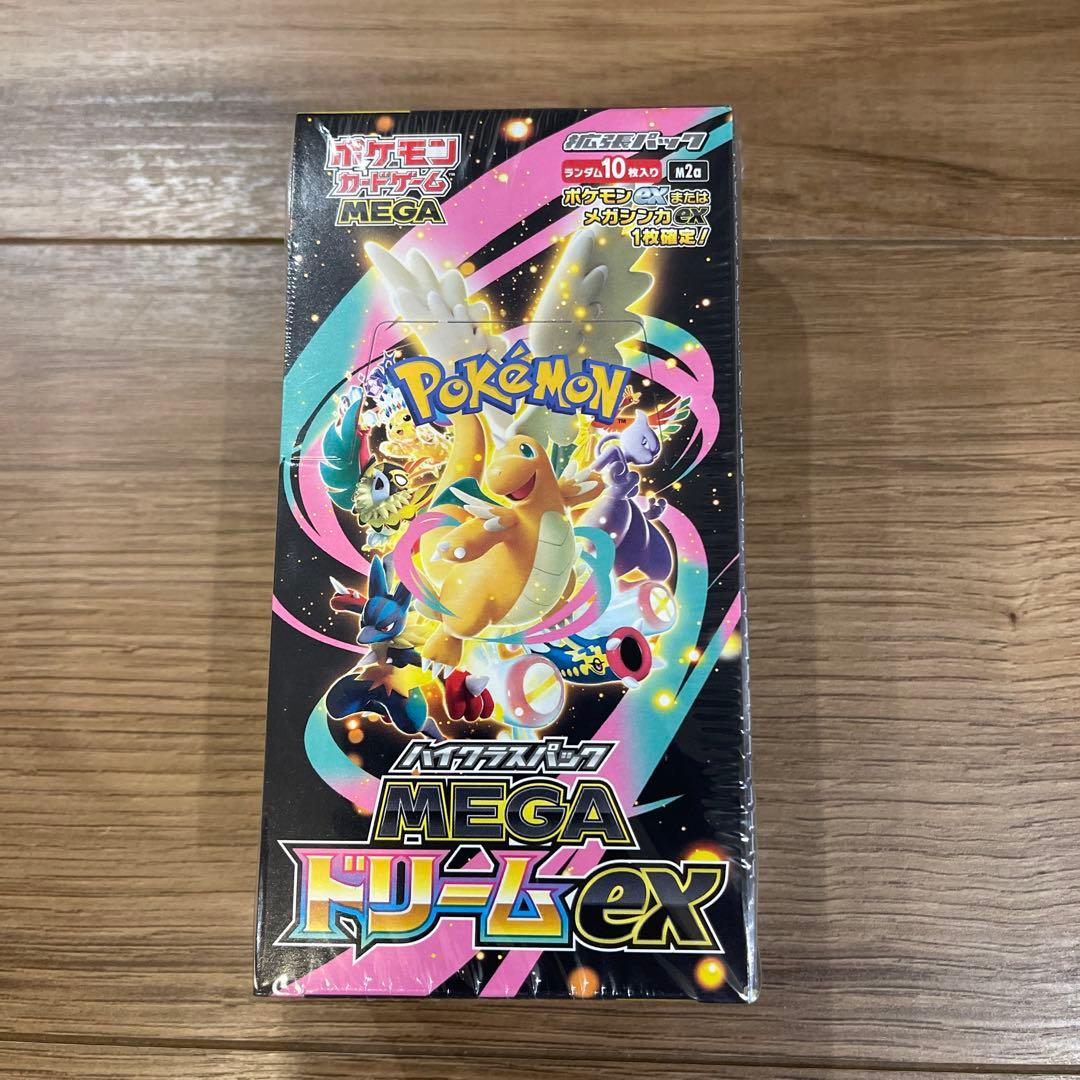 ポケモン
カードゲーム
MEGA
拡張パック
ランダム10枚入り
M2a
ポケモンexまたは
メガシンカex
1枚確定!
POKéMON
TM
ハイクラスパック
MEGA
ドリームex